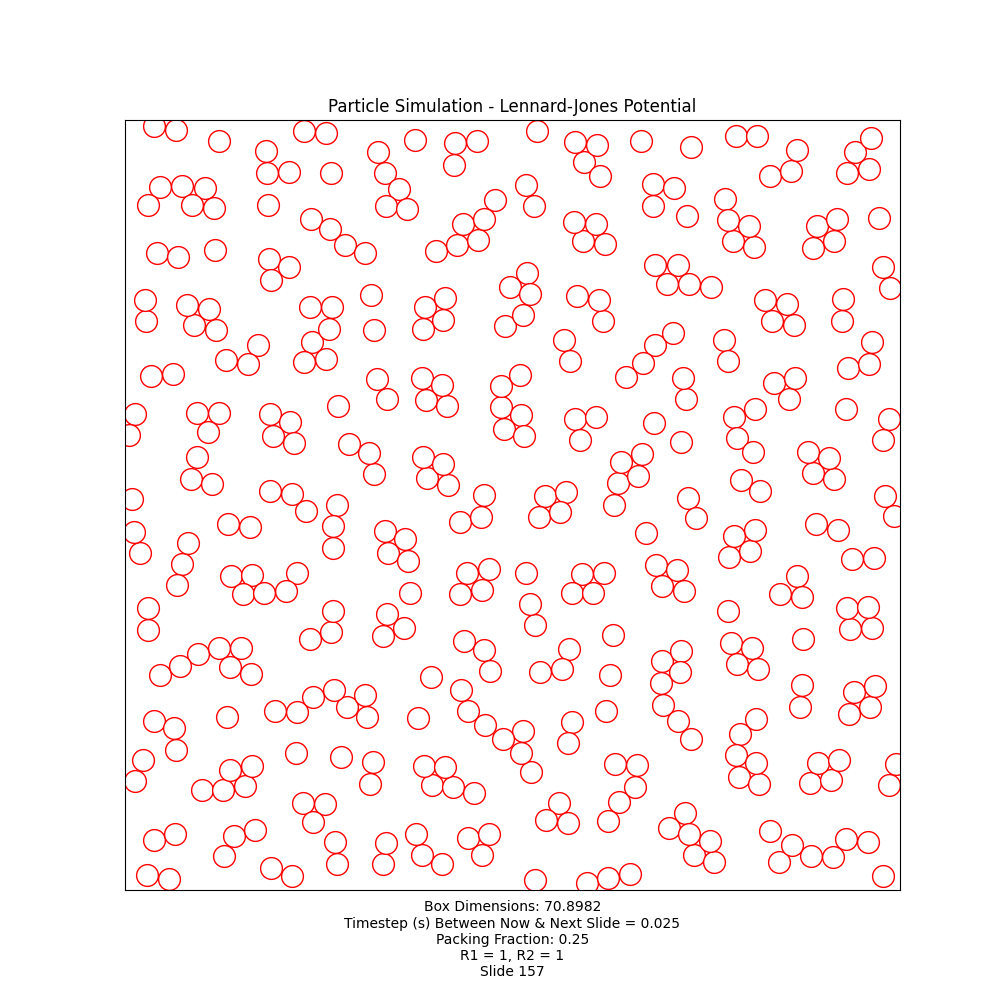 Particle Simulation - Lennard-Jones Potential
Box Dimensions: 70.8982
Timestep (s) Between Now & Next Slide = 0.025
Packing Fraction: 0.25
R1 = 1, R2 = 1
Slide 157